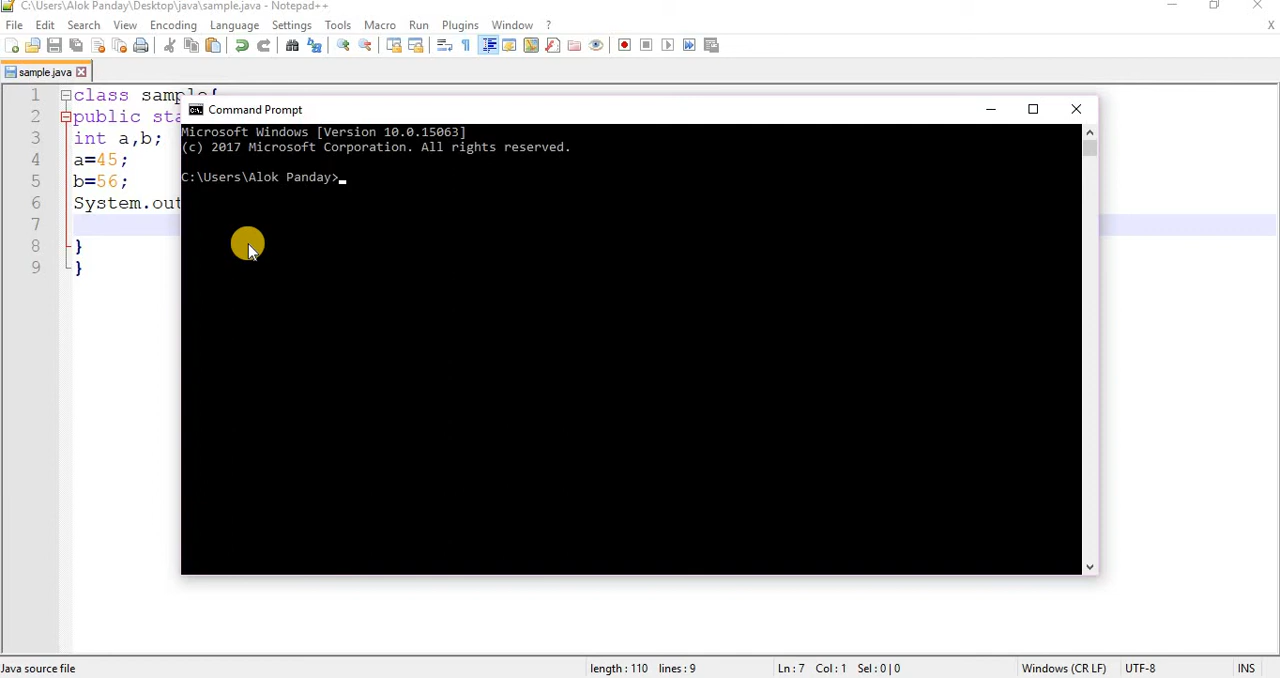 C:\Users\Alok Panday\Desktop\java\sample.java - Notepad++
File Edit Search View Encoding Language Settings Tools Macro Run Plugins Window ? X
sample.java
1 class sample{
2 public sta
3 int a,b;
4 a=45;
5 b=56;
6 System.out
7
8 }
9 }
Command Prompt
Microsoft Windows [Version 10.0.15063]
(c) 2017 Microsoft Corporation. All rights reserved.
C:\Users\Alok Panday>
Java source file length : 110 lines : 9 Ln : 7 Col : 1 Sel : 0 | 0 Windows (CR LF) UTF-8 INS